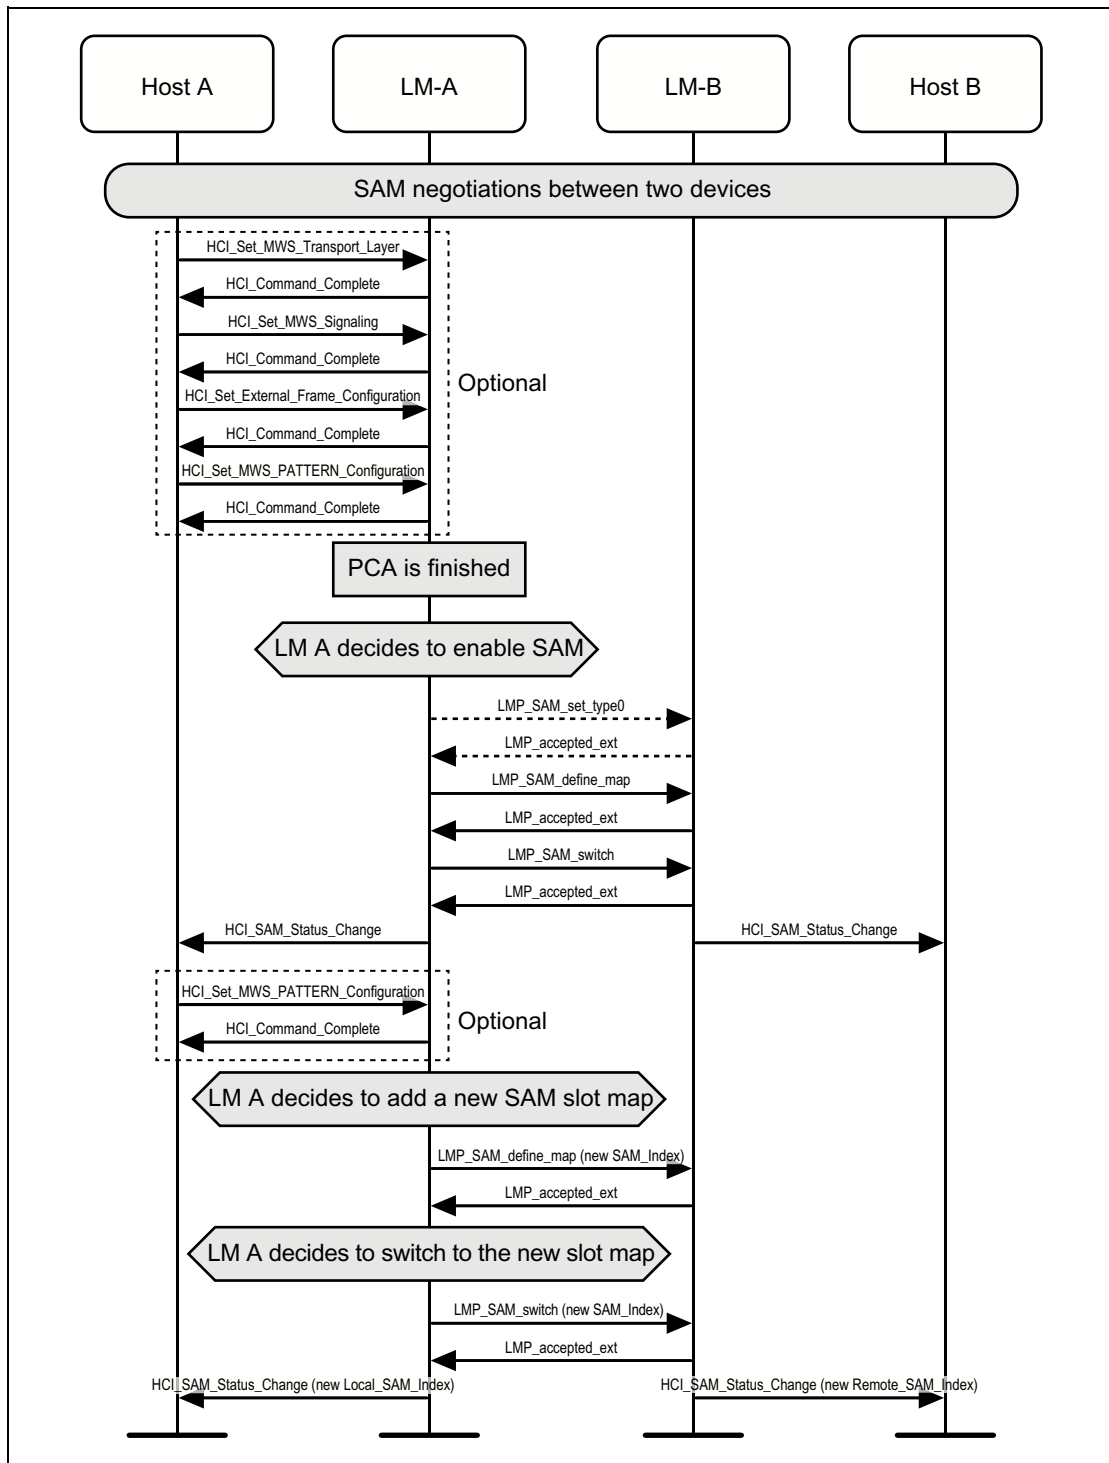 Host A
LM-A
LM-B
Host B
SAM negotiations between two devices
HCI_Set_MWS_Transport_Layer
HCI_Command_Complete
HCI_Set_MWS_Signaling
HCI_Command_Complete
Optional
HCI_Set_External_Frame_Configuration
HCI_Command_Complete
HCI_Set_MWS_PATTERN_Configuration
HCI_Command_Complete
PCA is finished
LM A decides to enable SAM
LMP_SAM_set_type0
LMP_accepted_ext
LMP_SAM_define_map
LMP_accepted_ext
LMP_SAM_switch
LMP_accepted_ext
HCI_SAM_Status_Change
HCI_SAM_Status_Change
HCI_Set_MWS_PATTERN_Configuration
Optional
HCI_Command_Complete
LM A decides to add a new SAM slot map
LMP_SAM_define_map (new SAM_Index)
LMP_accepted_ext
LM A decides to switch to the new slot map
LMP_SAM_switch (new SAM_Index)
LMP_accepted_ext
HCI_SAM_Status_Change (new Local_SAM_Index)
HCI_SAM_Status_Change (new Remote_SAM_Index)